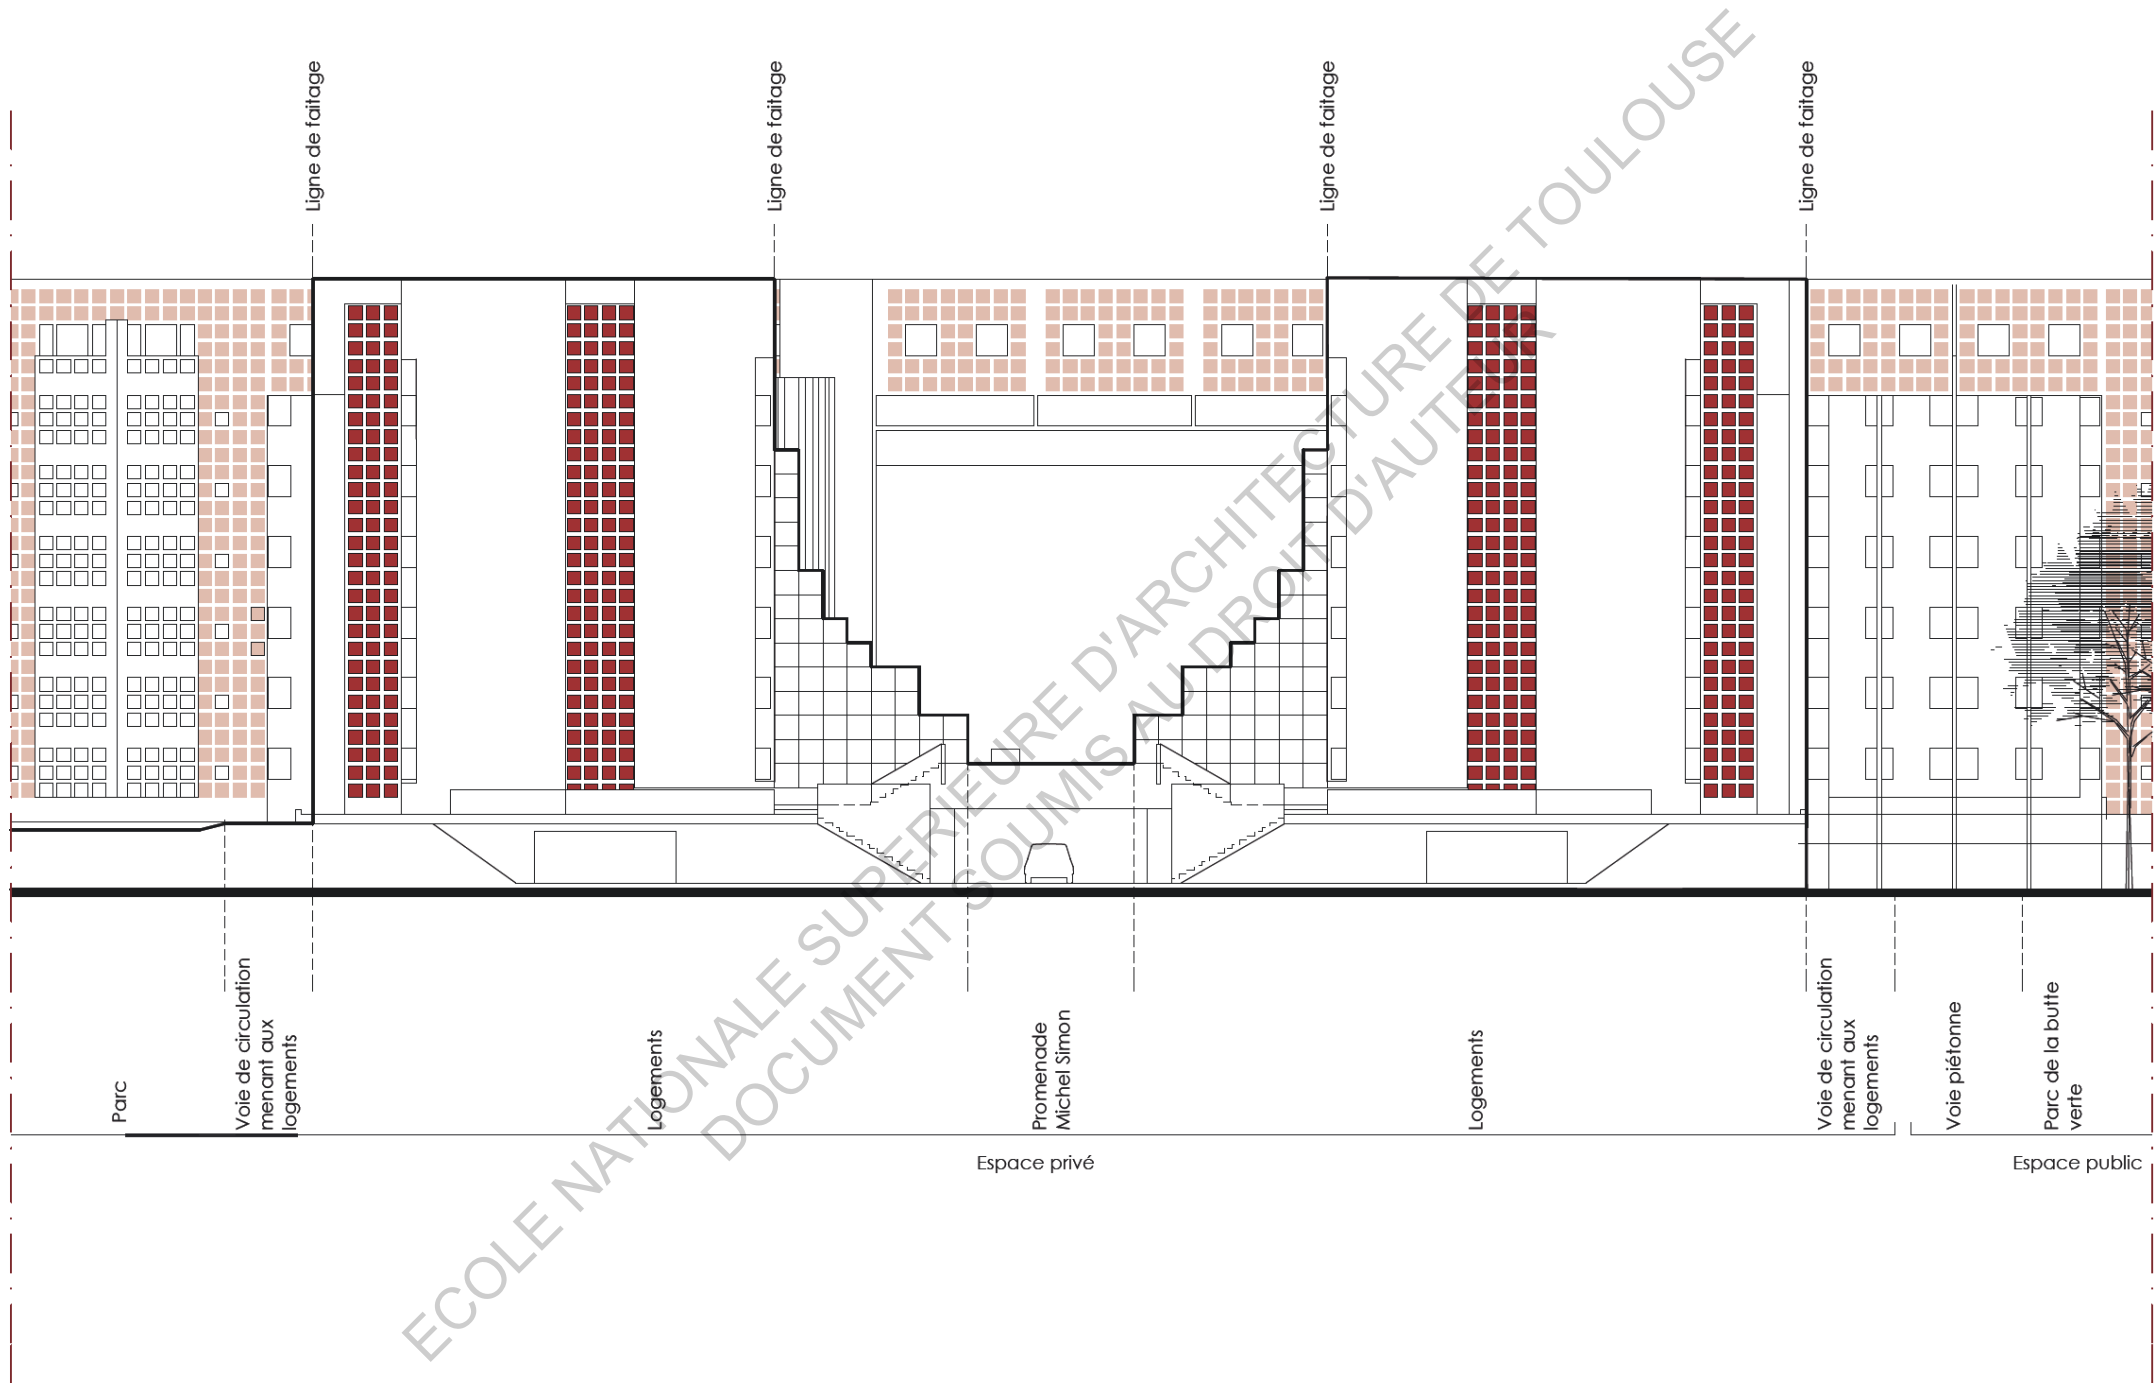 Ligne de faitage
Ligne de faitage
Ligne de faitage
Ligne de faitage
ECOLE NATIONALE SUPERIEURE D'ARCHITECTURE DE TOULOUSE
DOCUMENT SOUMIS AU DROIT D'AUTEUR
Parc
Voie de circulation
menant aux
logements
Logements
Promenade
Michel Simon
Logements
Voie de circulation
menant aux
logements
Voie piétonne
Parc de la butte
verte
Espace privé
Espace public